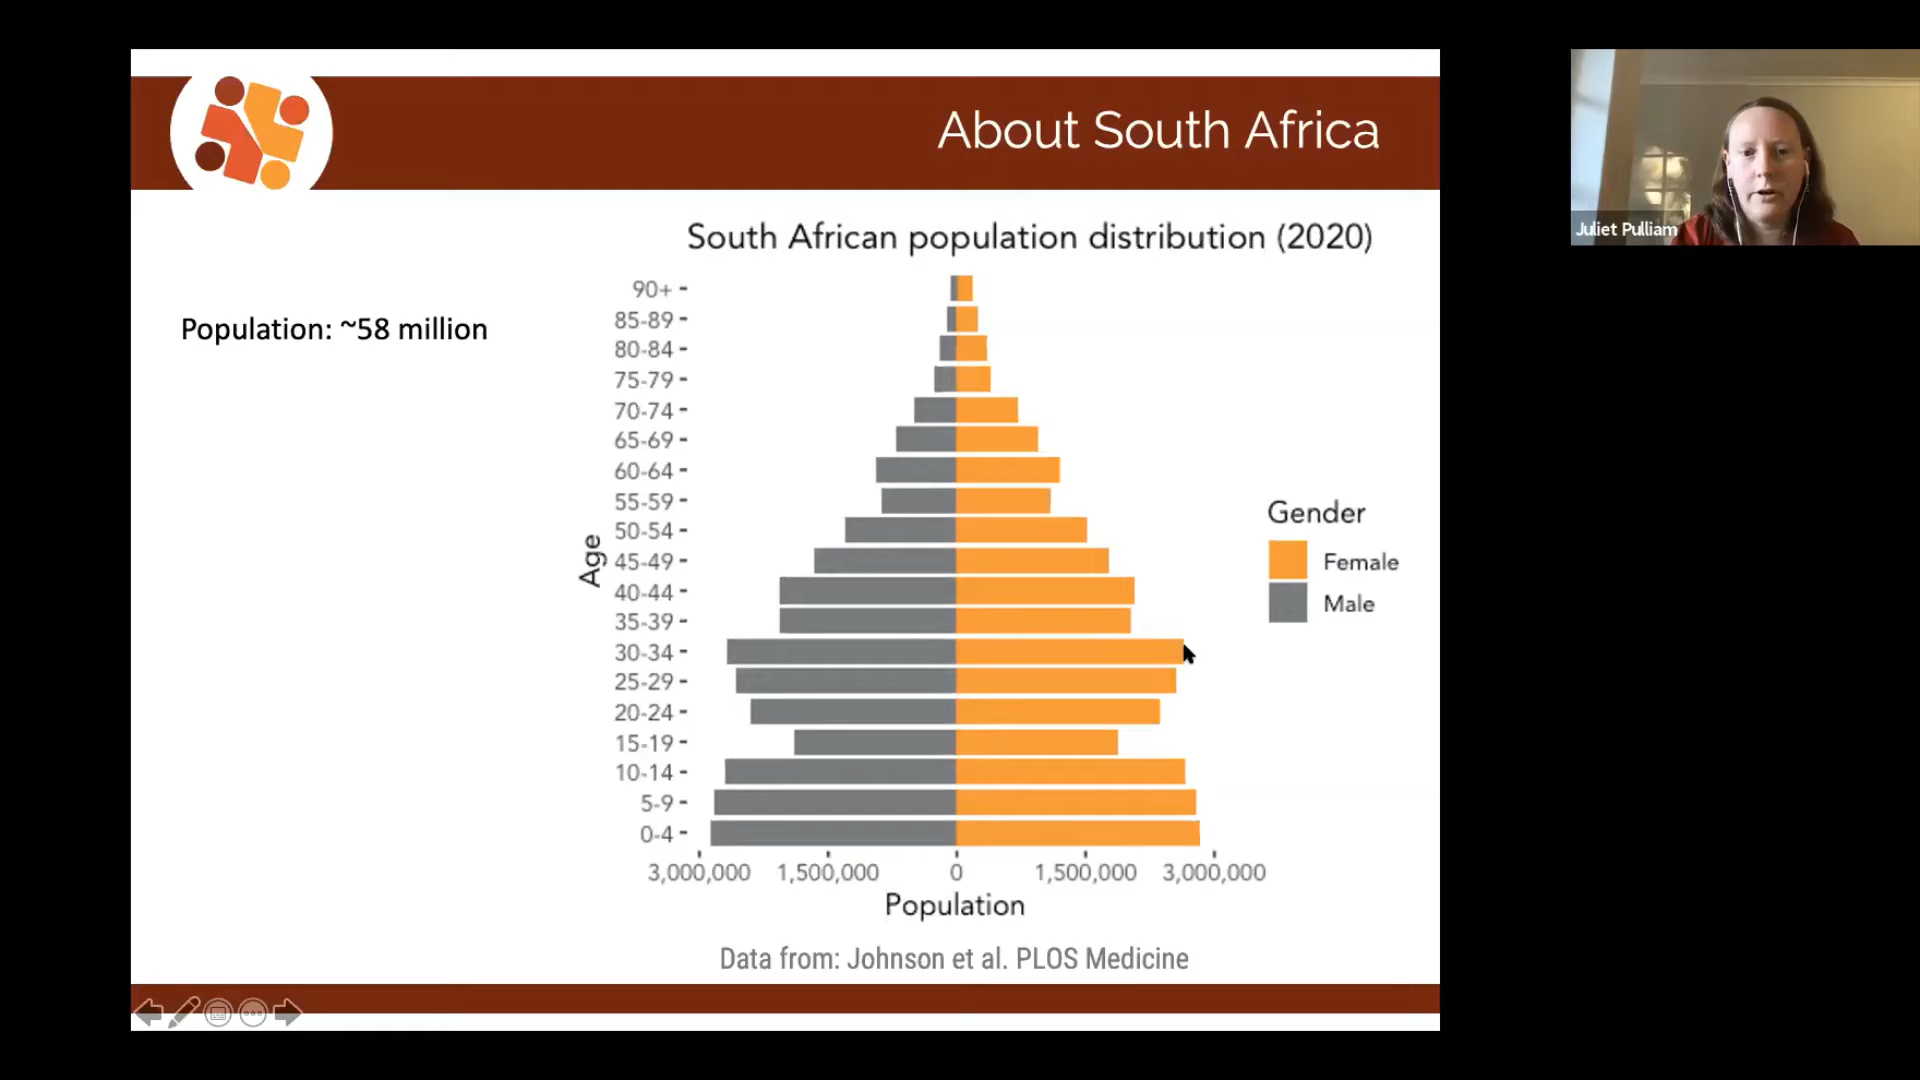 About South Africa
Juliet Pulliam
South African population distribution (2020)
Population: ~58 million
90+
85-89
80-84
75-79
70-74
65-69
60-64
55-59
50-54
45-49
40-44
35-39
30-34
25-29
20-24
15-19
10-14
5-9
0-4
Age
Gender
Female
Male
3,000,000 1,500,000 0 1,500,000 3,000,000
Population
Data from: Johnson et al. PLOS Medicine